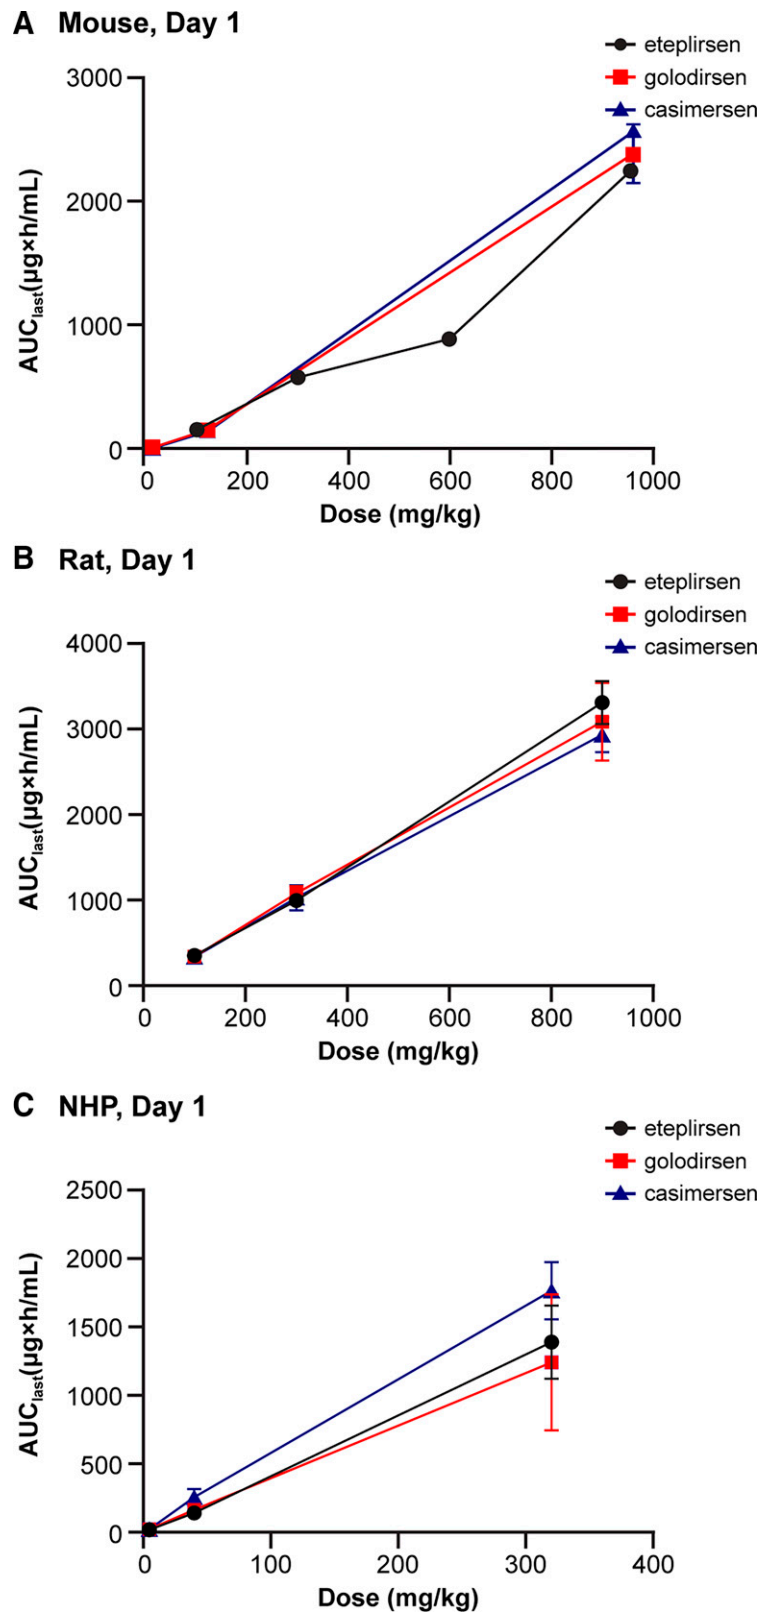 A Mouse, Day 1
eteplirsen
golodirsen
casimersen
3000
2000
1000
0
AUClast(µg×h/mL)
0 200 400 600 800 1000
Dose (mg/kg)
B Rat, Day 1
eteplirsen
golodirsen
casimersen
4000
3000
2000
1000
0
AUClast(µg×h/mL)
0 200 400 600 800 1000
Dose (mg/kg)
C NHP, Day 1
eteplirsen
golodirsen
casimersen
2500
2000
1500
1000
500
0
AUClast(µg×h/mL)
0 100 200 300 400
Dose (mg/kg)